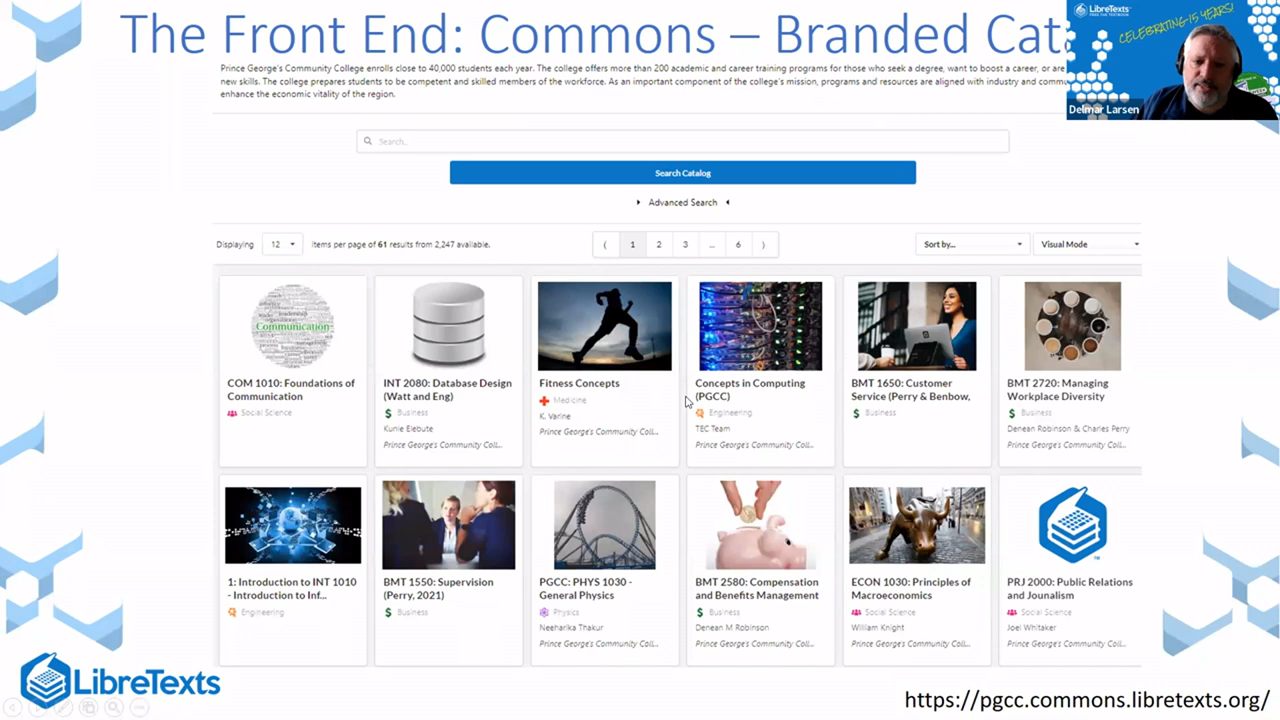 The Front End: Commons – Branded Cat
LibreTexts
CELEBRATING 15 YEARS!
Delmar Larsen
Prince George's Community College enrolls close to 40,000 students each year. The college offers more than 200 academic and career training programs for those who seek a degree, want to boost a career, or are
new skills. The college prepares students to be competent and skilled members of the workforce. As an important component of the college's mission, programs and resources are aligned with industry and commu
enhance the economic vitality of the region.
Search..
Search Catalog
Advanced Search
Displaying 12 items per page of 61 results from 2,247 available.
⟨ 1 2 3 ... 6 ⟩
Sort by...
Visual Mode
Communication
COM 1010: Foundations of
Communication
Social Science
INT 2080: Database Design
(Watt and Eng)
Business
Kunle Elebute
Prince George's Community Coll...
Fitness Concepts
Medicine
K. Varine
Prince George's Community Coll...
Concepts in Computing
(PGCC)
Engineering
TEC Team
Prince George's Community Coll...
BMT 1650: Customer
Service (Perry & Benbow,
Business
BMT 2720: Managing
Workplace Diversity
Business
Denean Robinson & Charles Perry
Prince George's Community Coll...
1: Introduction to INT 1010
- Introduction to Inf...
Engineering
BMT 1550: Supervision
(Perry, 2021)
Business
PGCC: PHYS 1030 -
General Physics
Physics
Neeharika Thakur
Prince George's Community Coll...
BMT 2580: Compensation
and Benefits Management
Business
Denean M Robinson
Prince George's Community Coll...
ECON 1030: Principles of
Macroeconomics
Social Science
William Knight
Prince George's Community Coll...
PRJ 2000: Public Relations
and Jounalism
Social Science
Joel Whitaker
Prince George's Community Coll...
LibreTexts
https://pgcc.commons.libretexts.org/